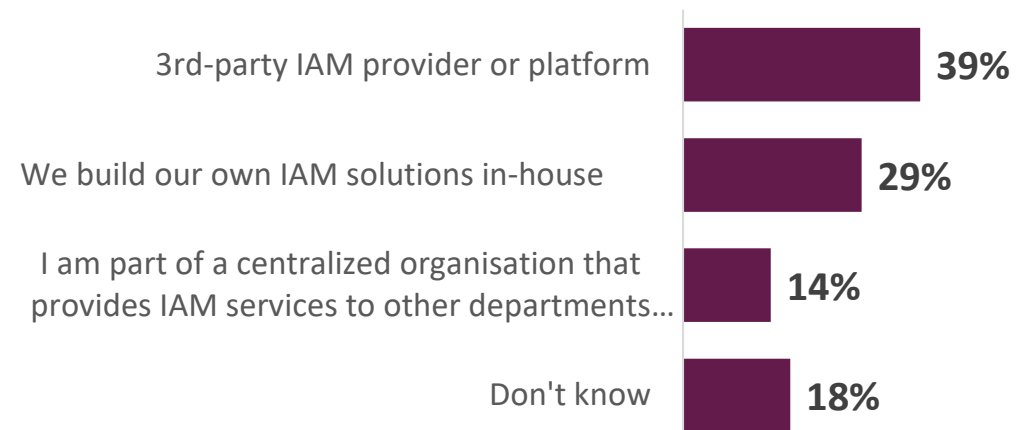 3rd-party IAM provider or platform
39%
We build our own IAM solutions in-house
29%
I am part of a centralized organisation that
provides IAM services to other departments…
14%
Don't know
18%